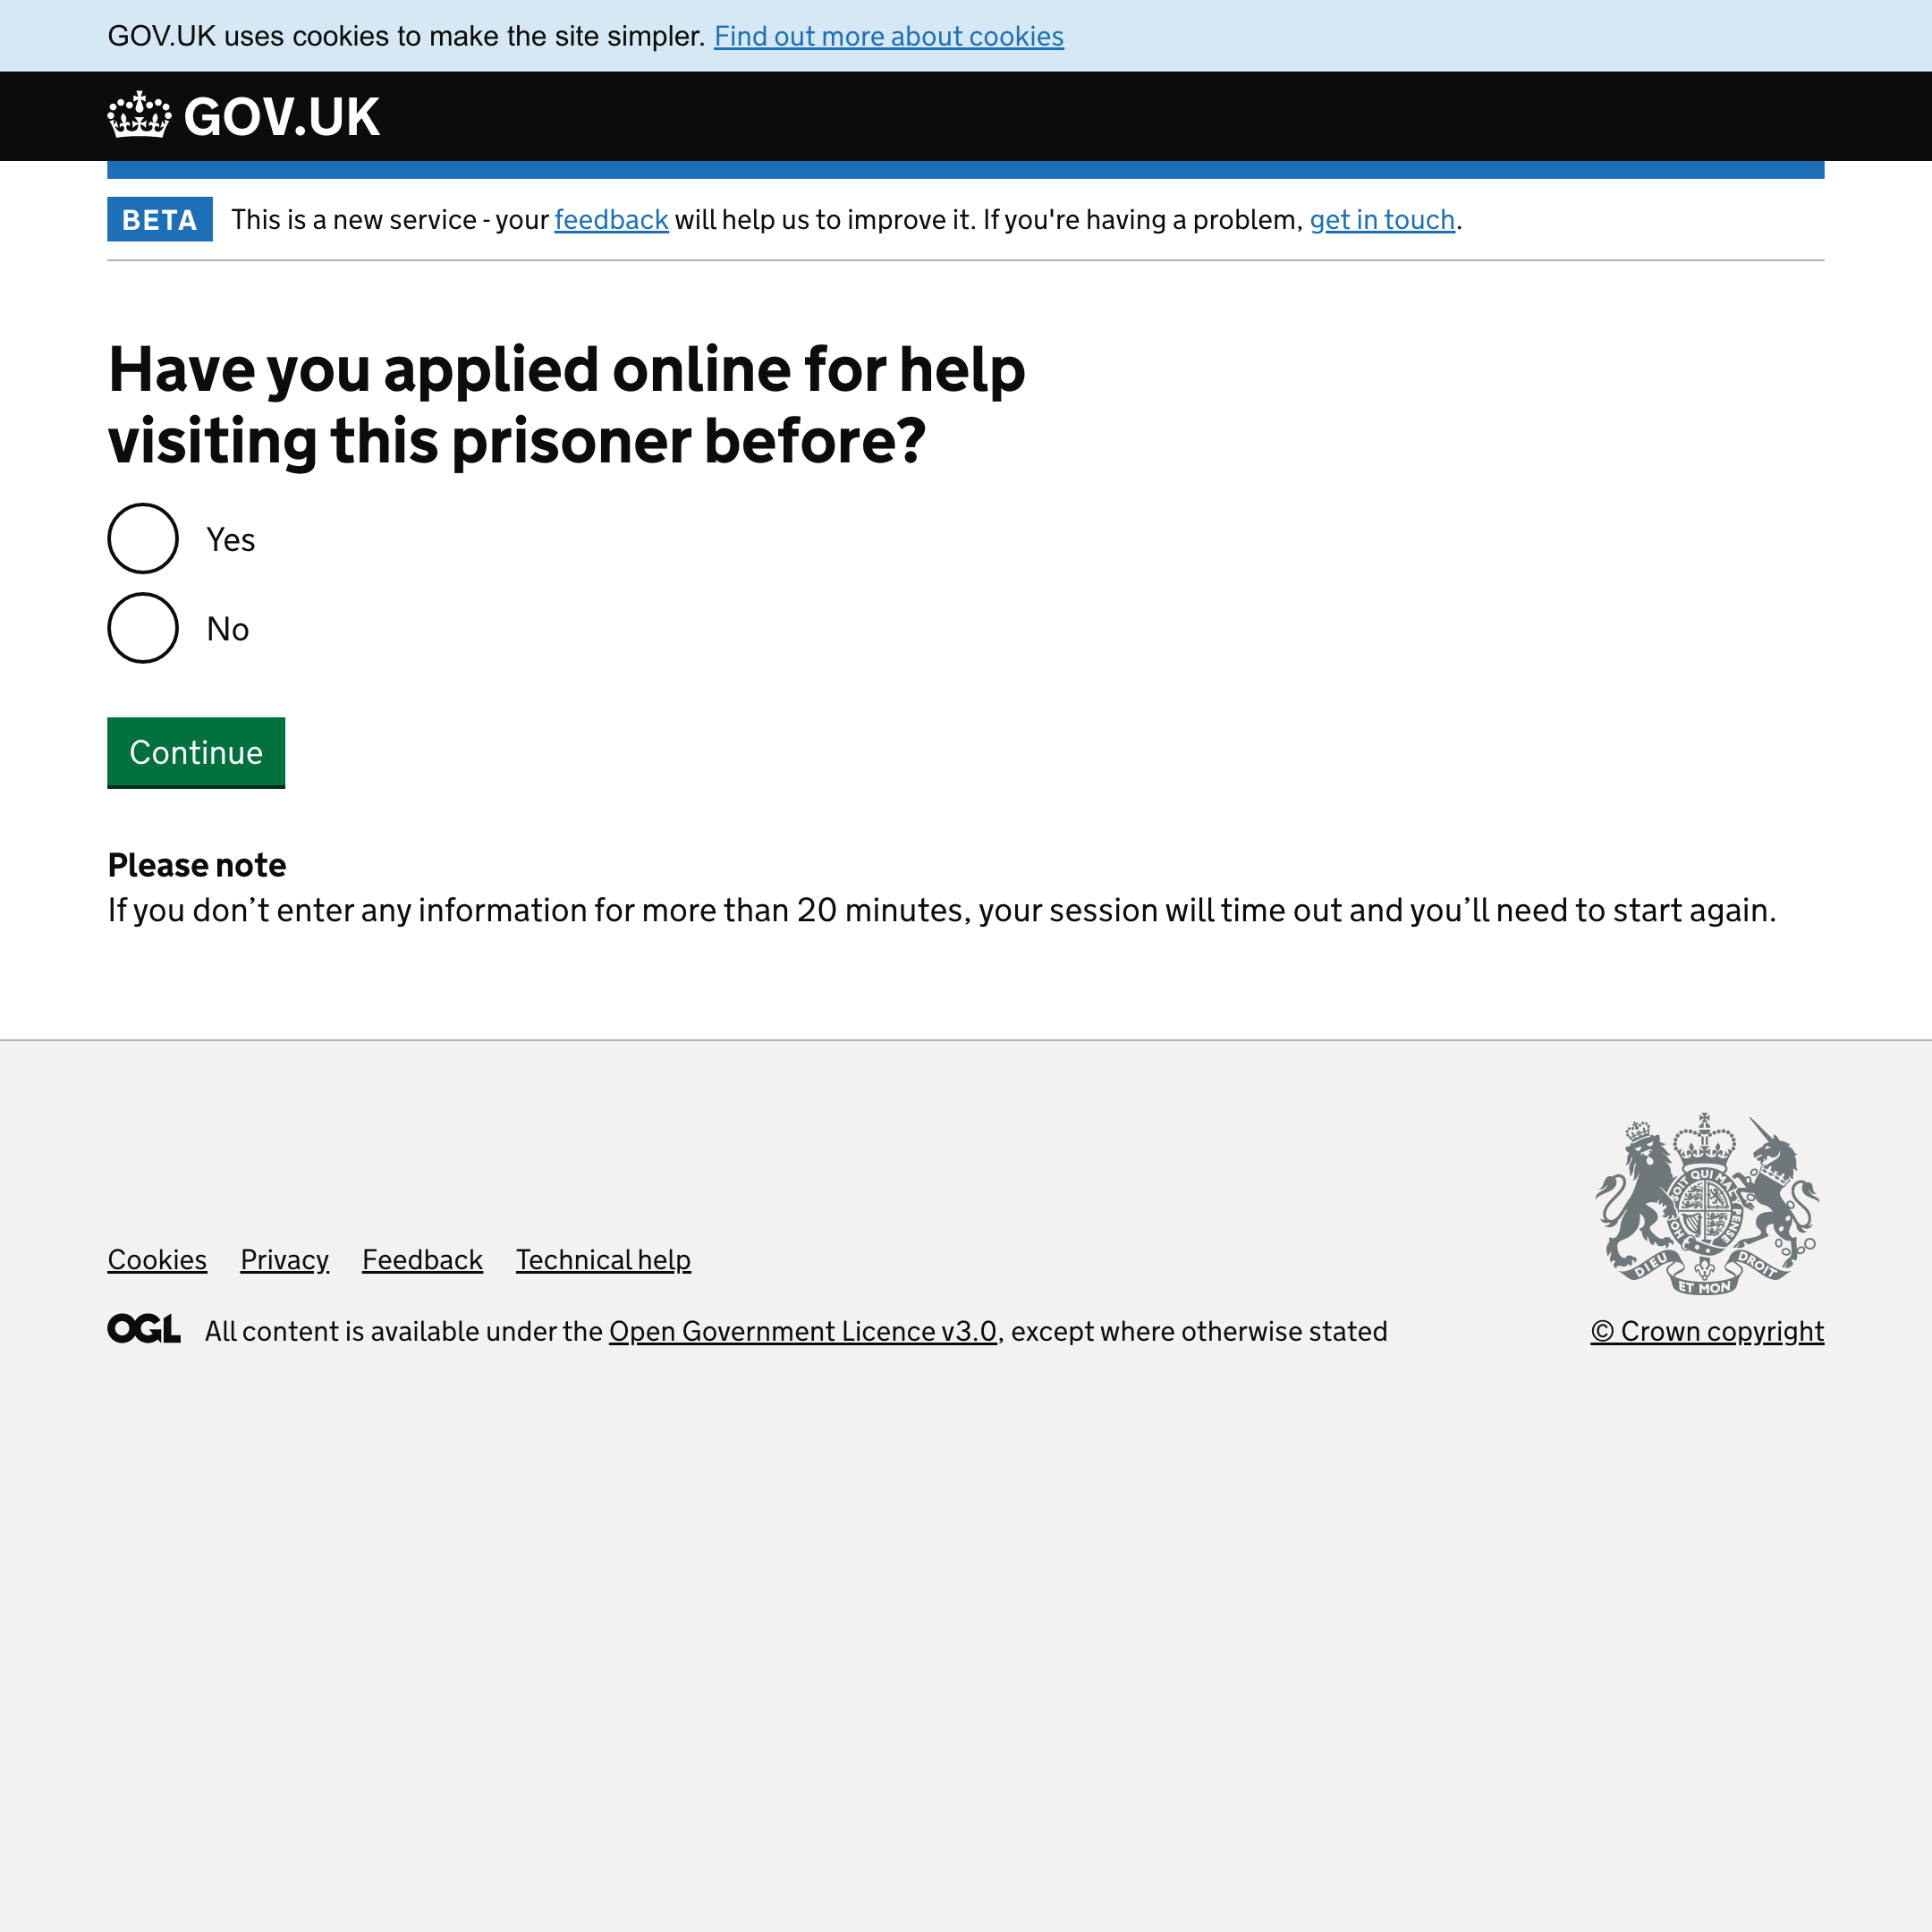 GOV.UK uses cookies to make the site simpler. Find out more about cookies
GOV.UK
BETA This is a new service - your feedback will help us to improve it. If you're having a problem, get in touch.
Have you applied online for help
visiting this prisoner before?
Yes
No
Continue
Please note
If you don’t enter any information for more than 20 minutes, your session will time out and you’ll need to start again.
DIEU ET MON DROIT
Cookies Privacy Feedback Technical help
OGL All content is available under the Open Government Licence v3.0, except where otherwise stated
© Crown copyright